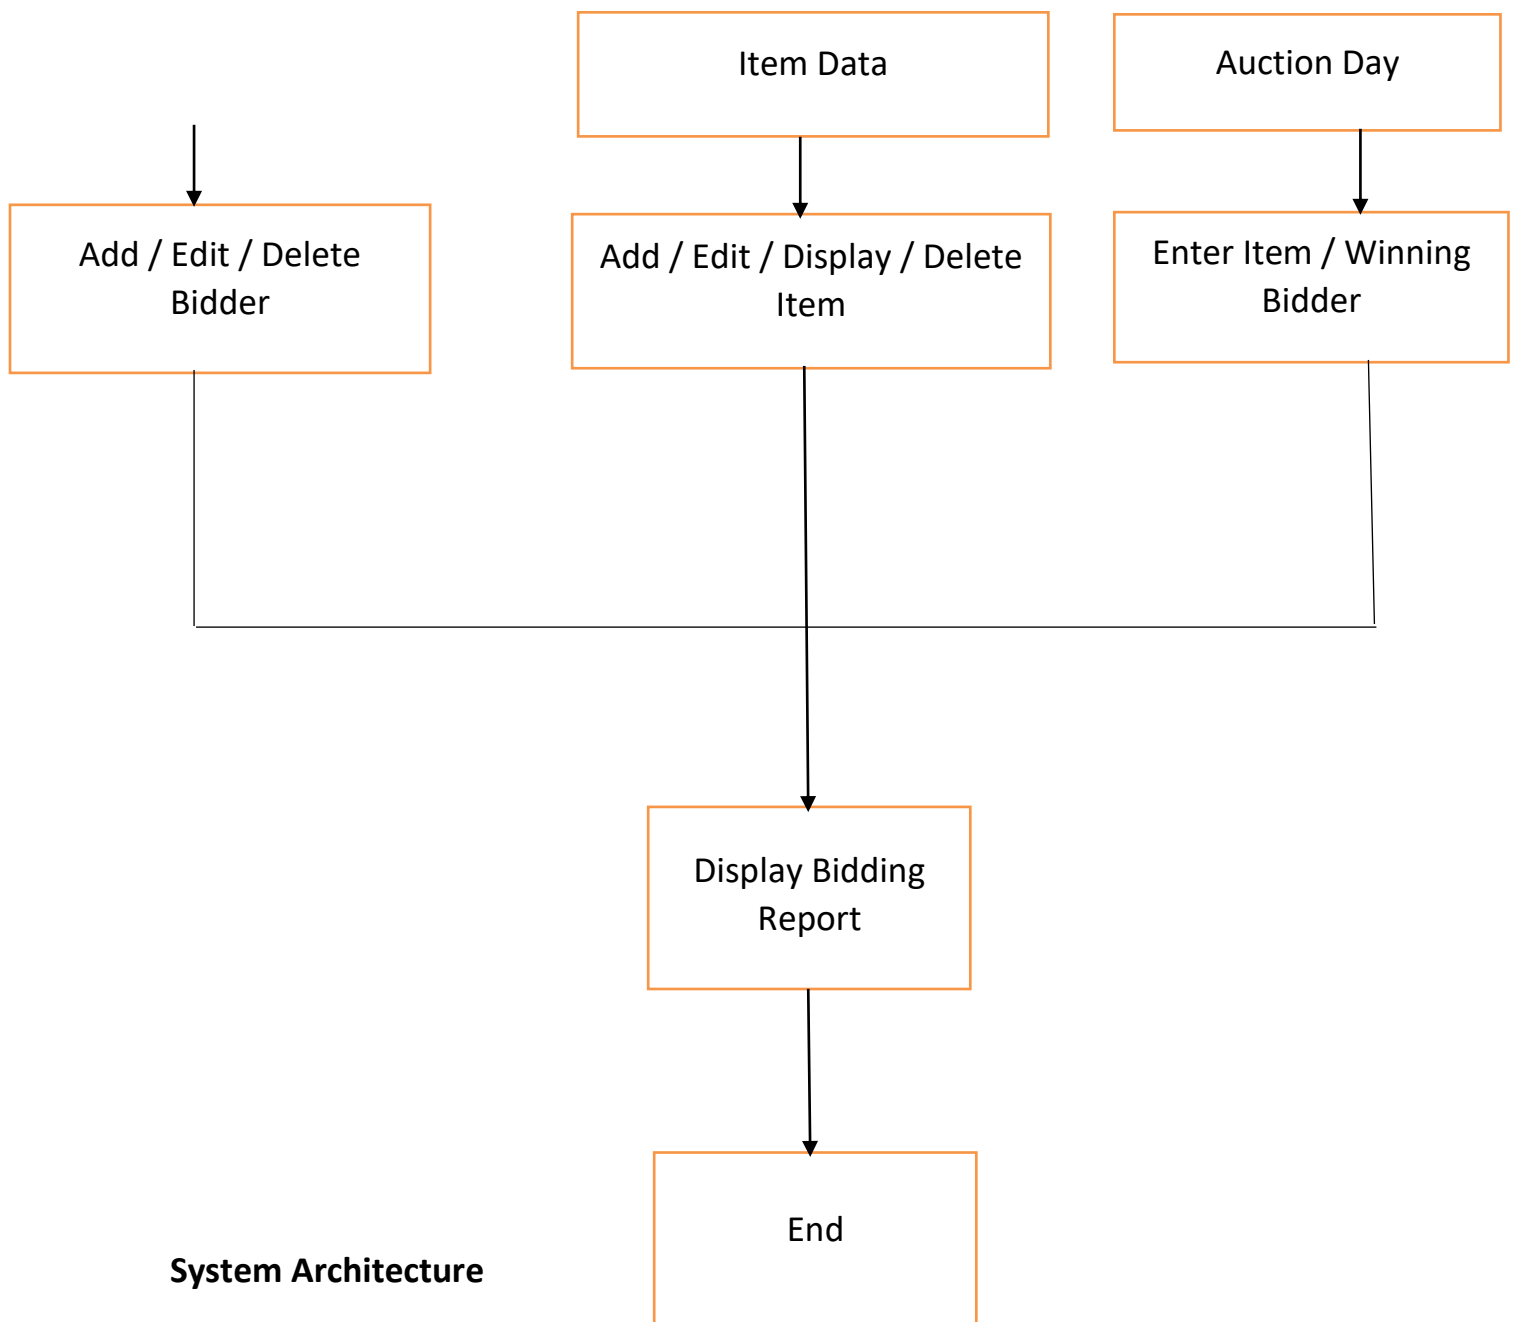 Item Data
Auction Day
Add / Edit / Delete
Bidder
Add / Edit / Display / Delete
Item
Enter Item / Winning
Bidder
Display Bidding
Report
End
System Architecture